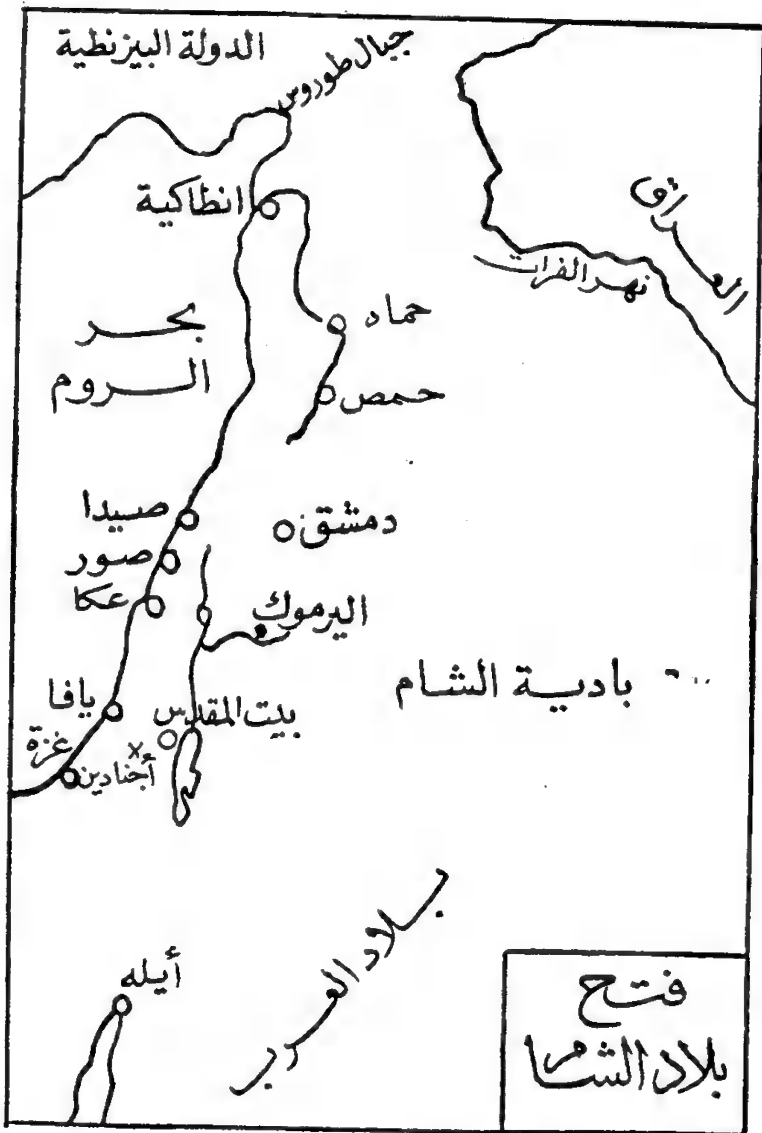 الدولة البيزنطية
جبال طوروس
انطاكية
العراق
نهر الفرات
حماه
بحر
الروم
حمص
صيدا
دمشق
صور
عكا
اليرموك
بادية الشام
يافا
بيت المقدس
غزة
أجنادين
بلاد العرب
أيله
فتح
بلاد الشام